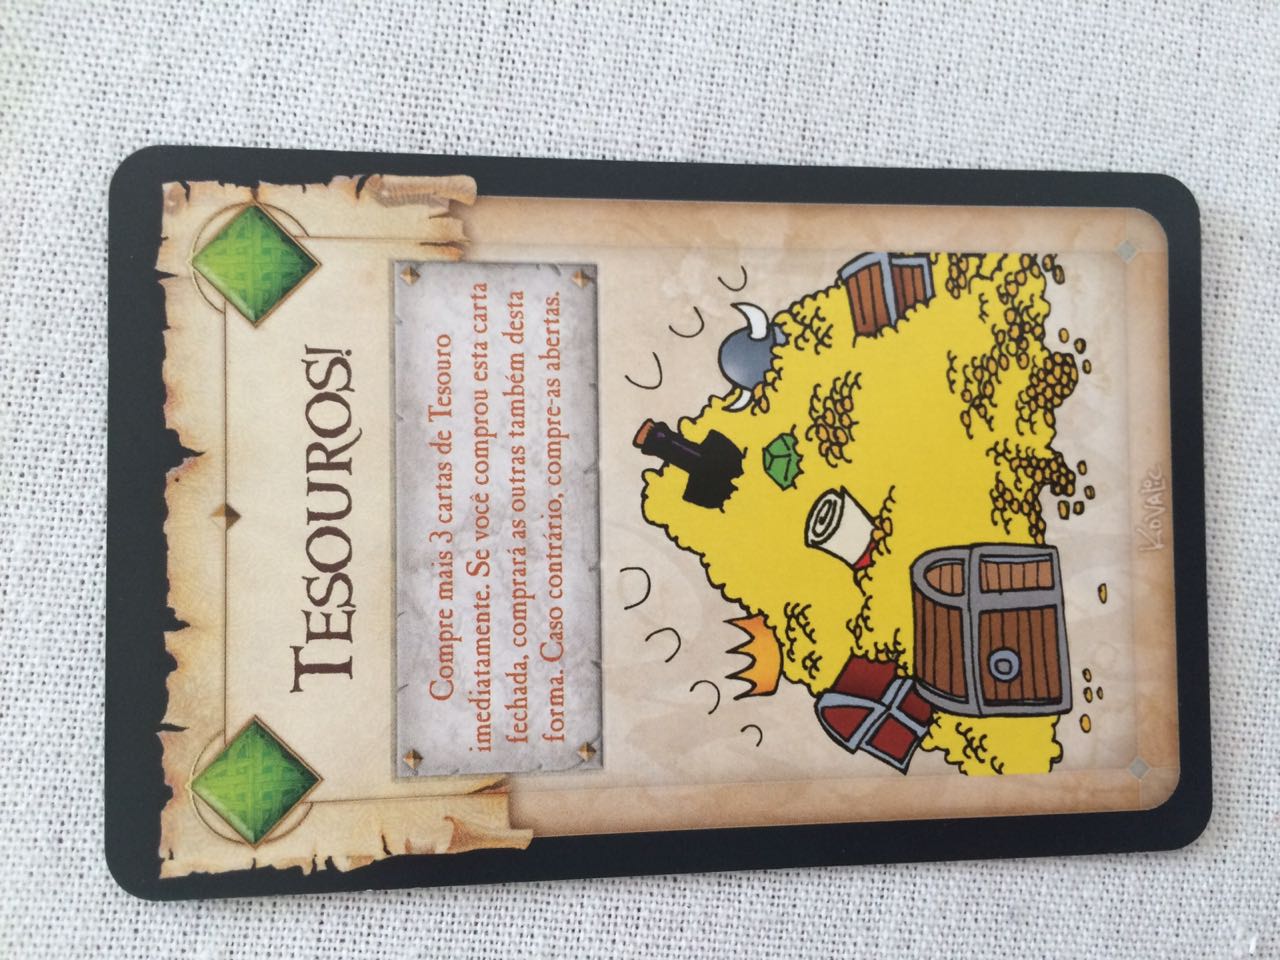 TESOUROS!
Compre mais 3 cartas de Tesouro
imediatamente. Se você comprou esta carta
fechada, comprará as outras também desta
forma. Caso contrário, compre-as abertas.
KOVALIC